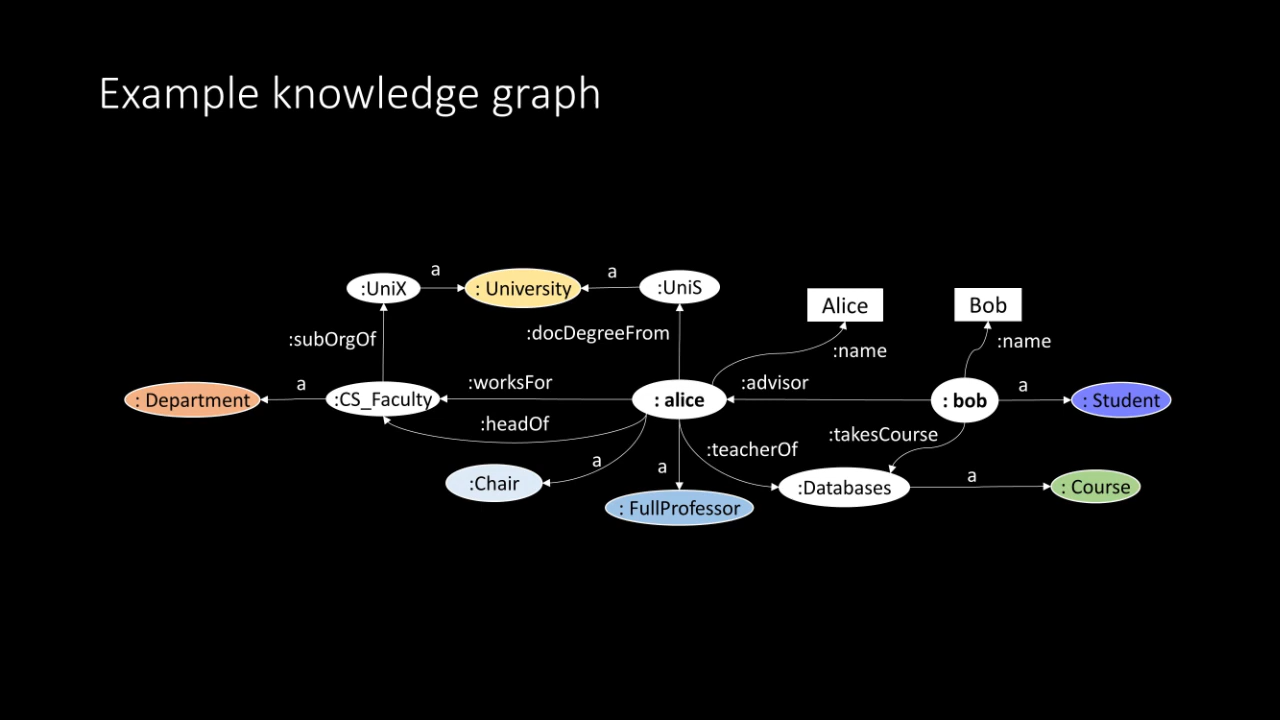 Example knowledge graph
a
a
:UniX
: University
:UniS
Alice
Bob
:subOrgOf
:docDegreeFrom
:name
:name
a
:worksFor
:advisor
a
: Department
:CS_Faculty
: alice
: bob
: Student
:headOf
:takesCourse
a
a
:teacherOf
:Chair
a
:Databases
: Course
: FullProfessor